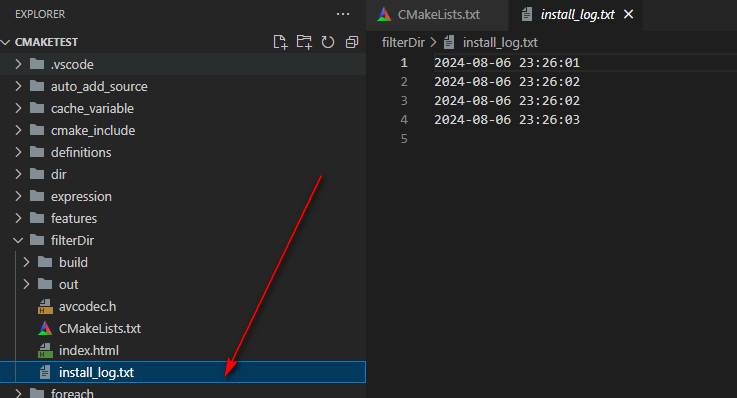 EXPLORER
CMAKETEST
.vscode
auto_add_source
cache_variable
cmake_include
definitions
dir
expression
features
filterDir
build
out
avcodec.h
CMakeLists.txt
index.html
install_log.txt
foreach
CMakeLists.txt install_log.txt
filterDir > install_log.txt
1 2024-08-06 23:26:01
2 2024-08-06 23:26:02
3 2024-08-06 23:26:02
4 2024-08-06 23:26:03
5